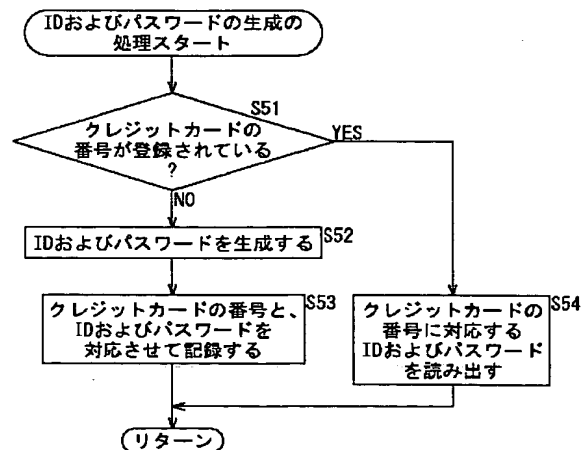 IDおよびパスワードの生成の
処理スタート
S51
クレジットカードの
番号が登録されている
?
YES
NO
IDおよびパスワードを生成する
S52
クレジットカードの番号と、
IDおよびパスワードを
対応させて記録する
S53
クレジットカードの
番号に対応する
IDおよびパスワード
を読み出す
S54
リターン